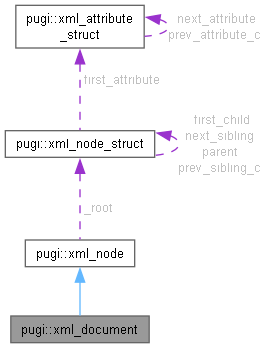 pugi::xml_attribute
_struct
next_attribute
prev_attribute_c
first_attribute
pugi::xml_node_struct
first_child
next_sibling
parent
prev_sibling_c
_root
pugi::xml_node
pugi::xml_document